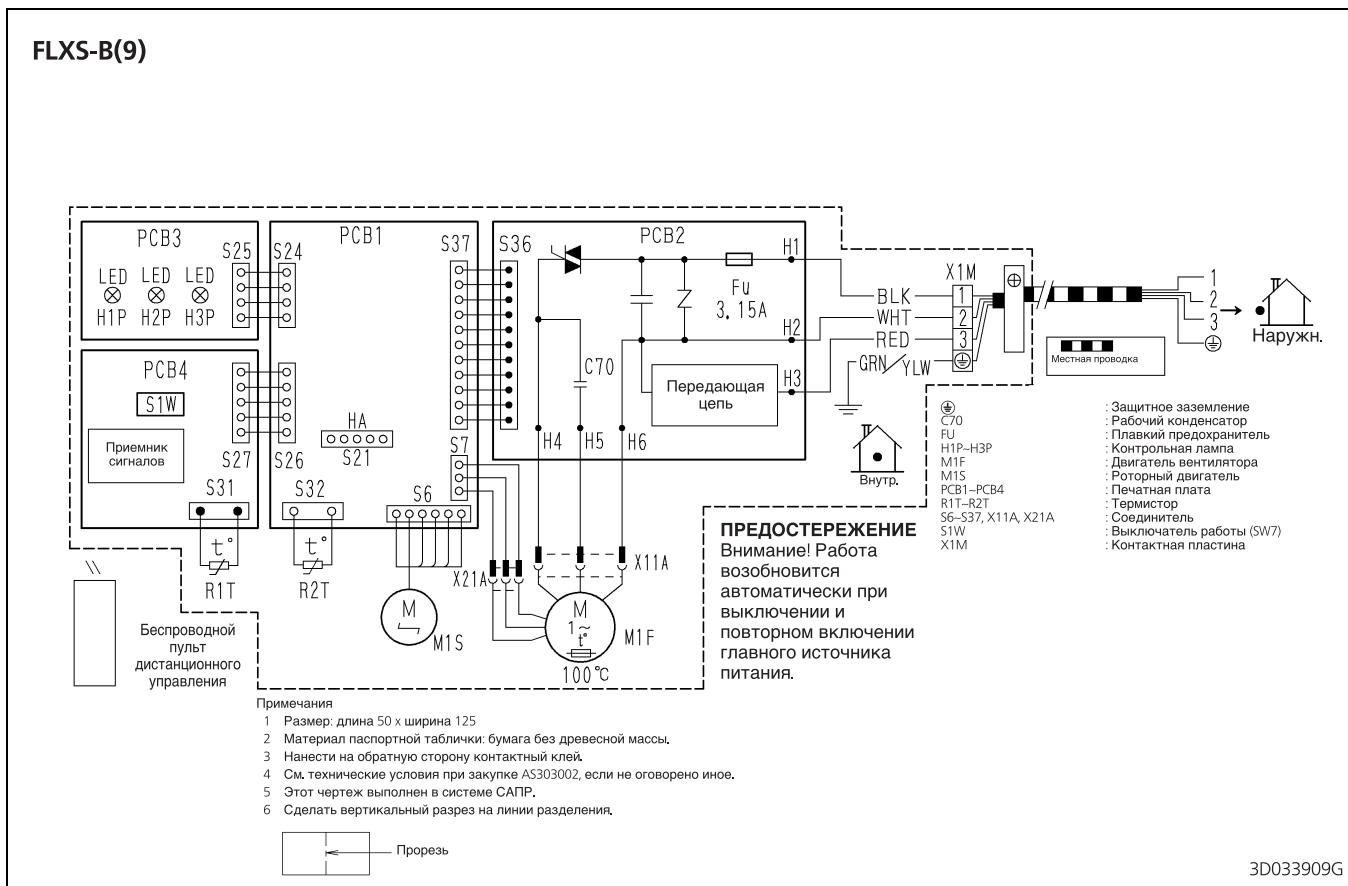 FLXS-B(9)
PCB3
S25
S24
PCB1
S37
S36
PCB2
H1
LED LED LED
H1P H2P H3P
Fu
3. 15A
X1M
BLK
1
WHT
2
RED
3
GRN/YLW
H2
H3
1
2
3
Наружн.
Местная проводка
PCB4
S1W
Приемник
сигналов
S27
S26
HA
S21
S7
C70
Передающая
цепь
H4
H5
H6
S31
S32
S6
Внутр.
t°
R1T
t°
R2T
X21A
X11A
M
M1S
M
1~
t°
M1F
100°C
Беспроводной
пульт
дистанционного
управления
ПРЕДОСТЕРЕЖЕНИЕ
Внимание! Работа
возобновится
автоматически при
выключении и
повторном включении
главного источника
питания.
: Защитное заземление
C70 : Рабочий конденсатор
FU : Плавкий предохранитель
H1P~H3P : Контрольная лампа
M1F : Двигатель вентилятора
M1S : Роторный двигатель
PCB1~PCB4 : Печатная плата
R1T~R2T : Термистор
S6~S37, X11A, X21A : Соединитель
S1W : Выключатель работы (SW7)
X1M : Контактная пластина
Примечания
1 Размер: длина 50 x ширина 125
2 Материал паспортной таблички: бумага без древесной массы.
3 Нанести на обратную сторону контактный клей.
4 См. технические условия при закупке AS303002, если не оговорено иное.
5 Этот чертеж выполнен в системе САПР.
6 Сделать вертикальный разрез на линии разделения.
Прорезь
3D033909G